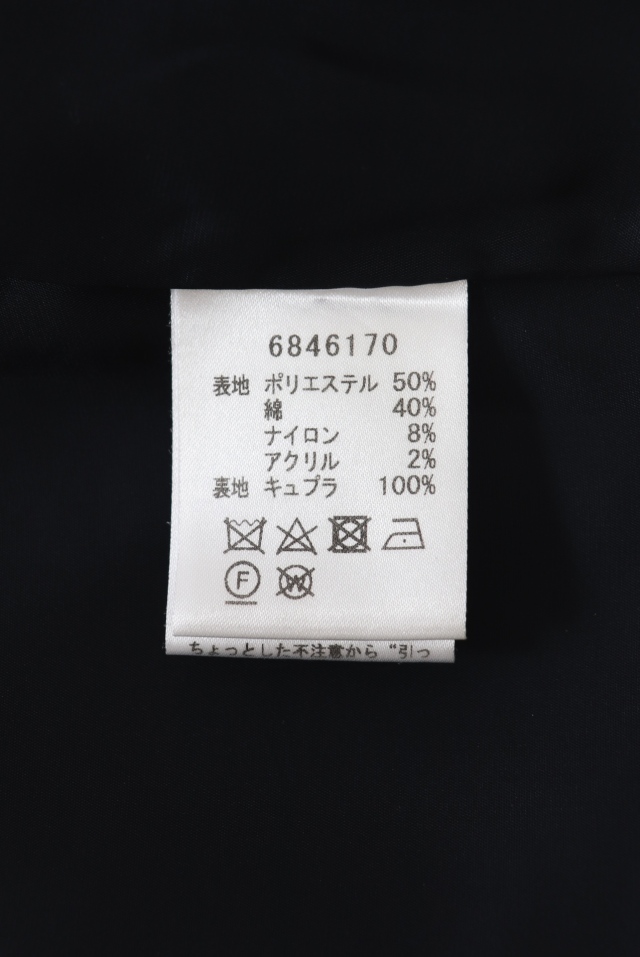 6846170
表地 ポリエステル 50%
綿 40%
ナイロン 8%
アクリル 2%
裏地 キュプラ 100%
F W
ちょっとした不注意から“引っ